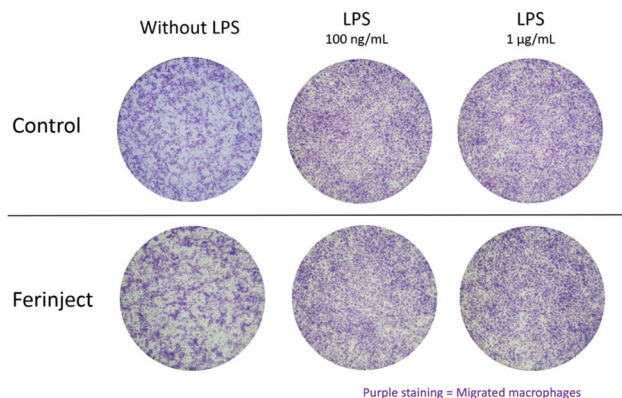 Without LPS
LPS
100 ng/mL
LPS
1 µg/mL
Control
Ferinject
Purple staining = Migrated macrophages